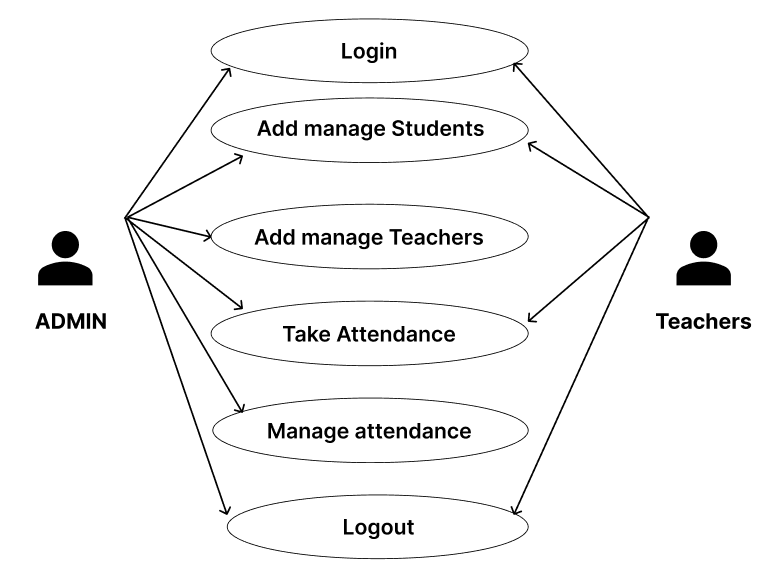 Login
Add manage Students
Add manage Teachers
ADMIN
Teachers
Take Attendance
Manage attendance
Logout